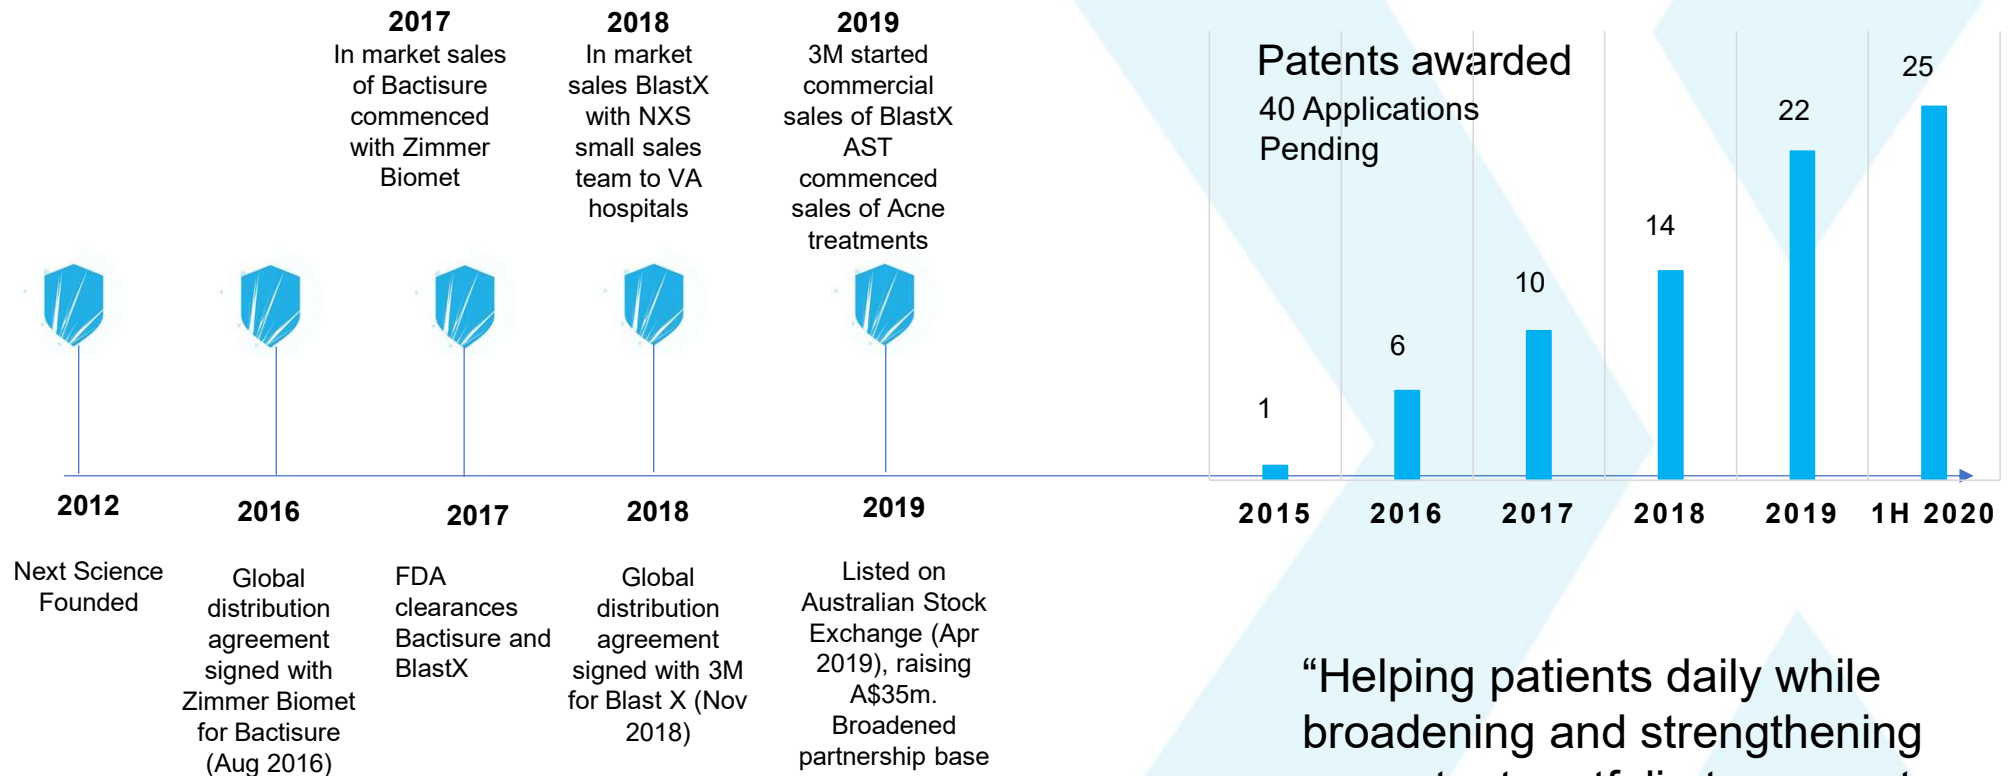 2017
In market sales
of Bactisure
commenced
with Zimmer
Biomet
2018
In market
sales BlastX
with NXS
small sales
team to VA
hospitals
2019
3M started
commercial
sales of BlastX
AST
commenced
sales of Acne
treatments
2012
Next Science
Founded
2016
Global
distribution
agreement
signed with
Zimmer Biomet
for Bactisure
(Aug 2016)
2017
FDA
clearances
Bactisure and
BlastX
2018
Global
distribution
agreement
signed with 3M
for Blast X (Nov
2018)
2019
Listed on
Australian Stock
Exchange (Apr
2019), raising
A$35m.
Broadened
partnership base
Patents awarded
40 Applications
Pending
1
6
10
14
22
25
2015
2016
2017
2018
2019
1H 2020
“Helping patients daily while
broadening and strengthening